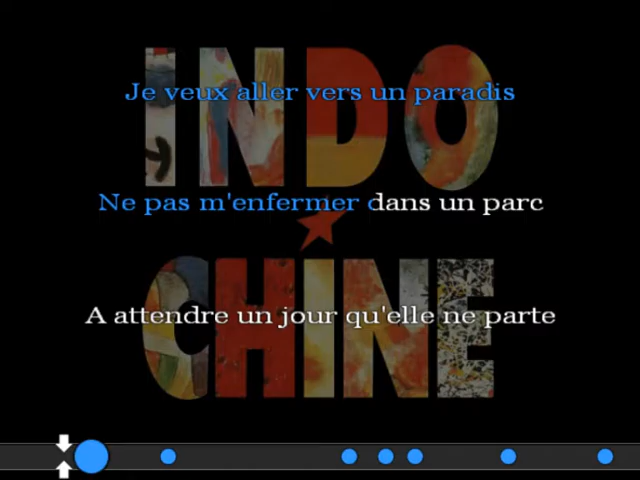 INDO
Je veux aller vers un paradis
Ne pas m'enfermer dans un parc
CHINE
A attendre un jour qu'elle ne parte